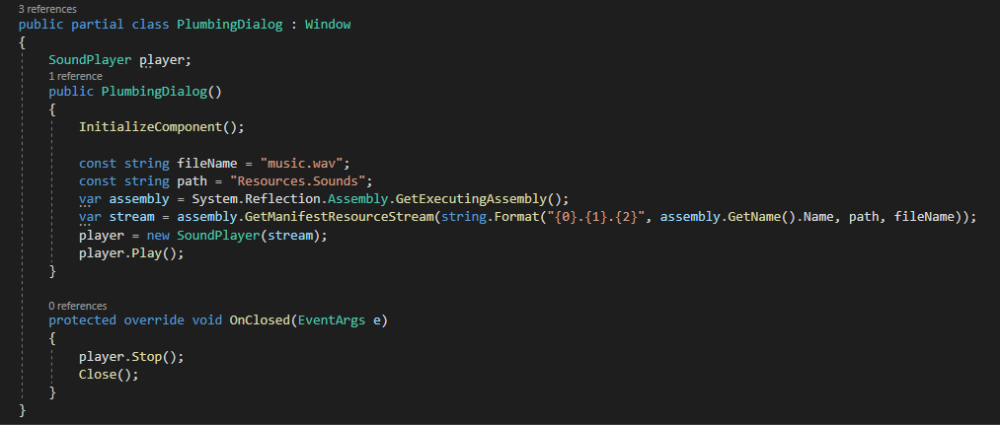 3 references
public partial class PlumbingDialog : Window
{
SoundPlayer player;
1 reference
public PlumbingDialog()
{
InitializeComponent();
const string fileName = "music.wav";
const string path = "Resources.Sounds";
var assembly = System.Reflection.Assembly.GetExecutingAssembly();
var stream = assembly.GetManifestResourceStream(string.Format("{0}.{1}.{2}", assembly.GetName().Name, path, fileName));
player = new SoundPlayer(stream);
player.Play();
}
0 references
protected override void OnClosed(EventArgs e)
{
player.Stop();
Close();
}
}